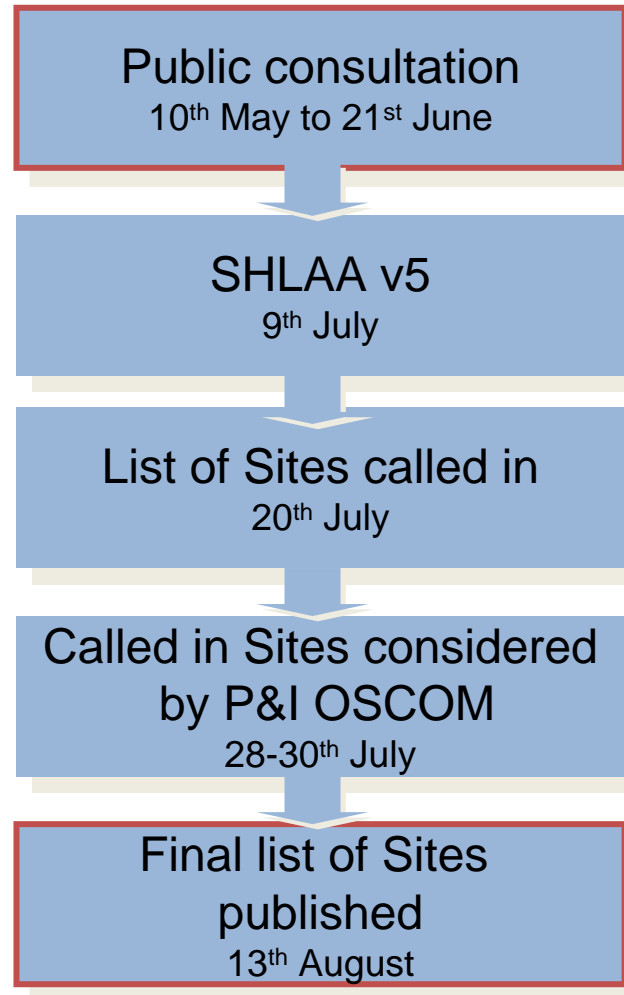 Public consultation
10th May to 21st June
SHLAA v5
9th July
List of Sites called in
20th July
Called in Sites considered
by P&I OSCOM
28-30th July
Final list of Sites
published
13th August